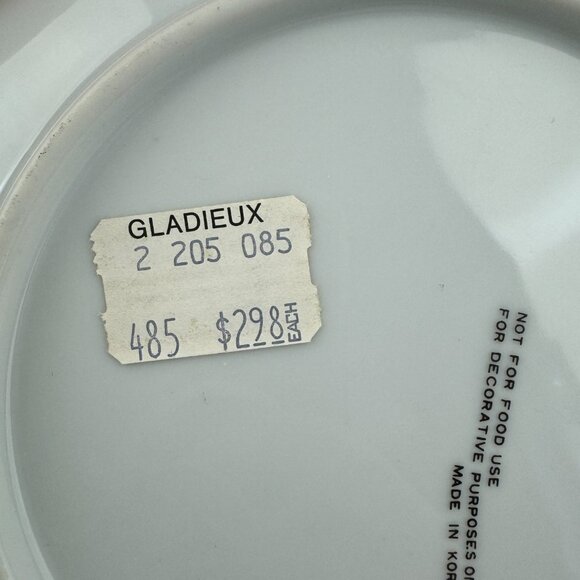 GLADIEUX
2 205 085
485 $298 EACH
NOT FOR FOOD USE
FOR DECORATIVE PURPOSES
MADE IN